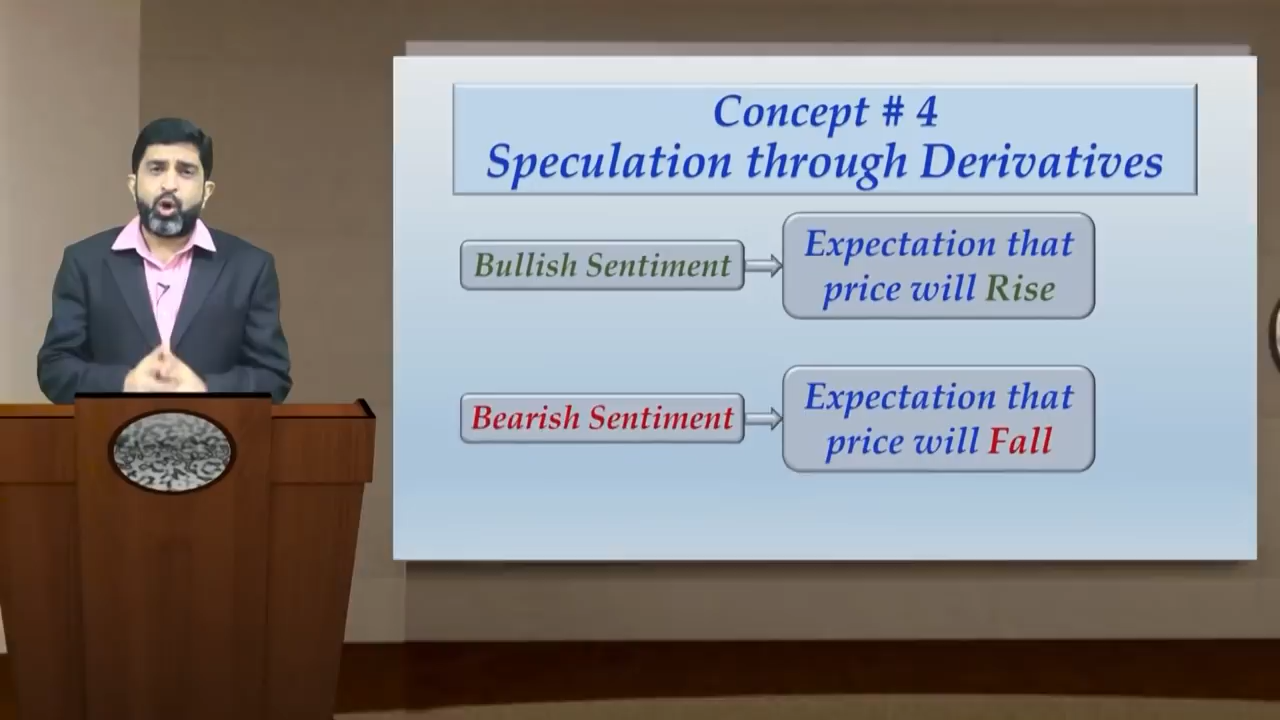 Concept # 4
Speculation through Derivatives
Bullish Sentiment
Expectation that
price will Rise
Bearish Sentiment
Expectation that
price will Fall